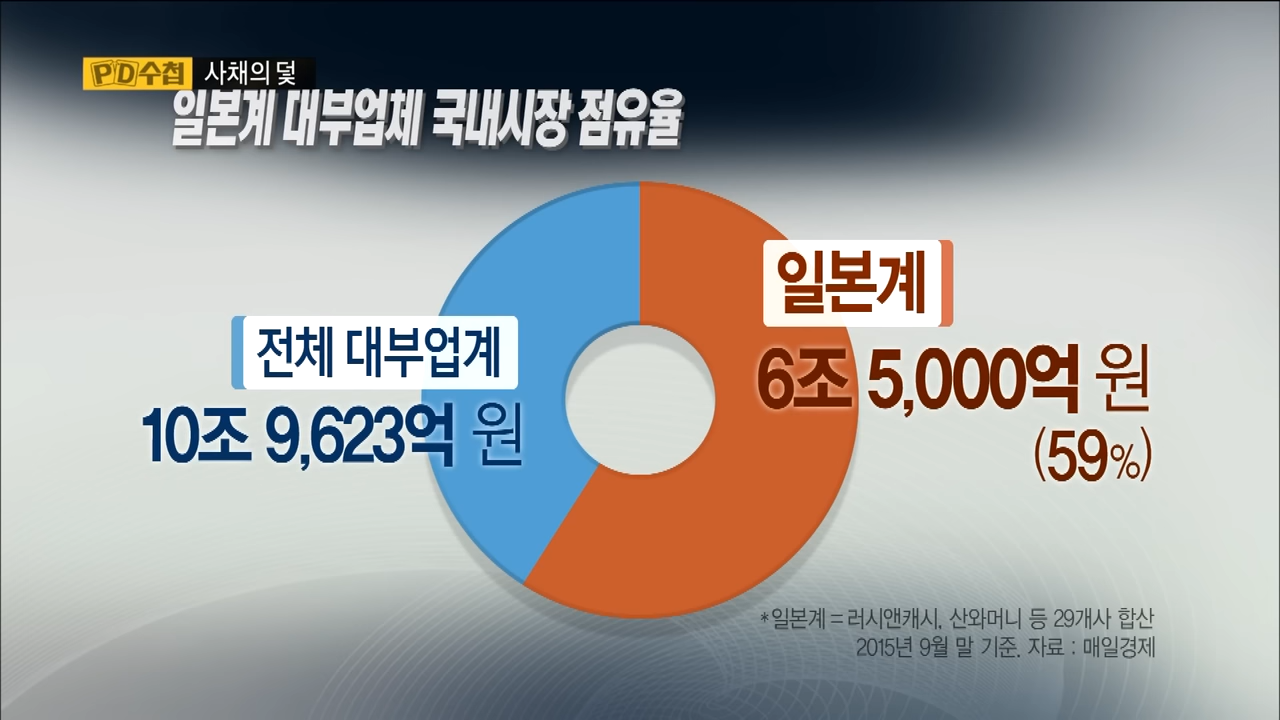 PD수첩 사채의 덫
일본계 대부업체 국내시장 점유율
일본계
6조 5,000억 원
(59%)
전체 대부업계
10조 9,623억 원
*일본계 = 러시앤캐시, 산와머니 등 29개사 합산
2015년 9월 말 기준. 자료 : 매일경제